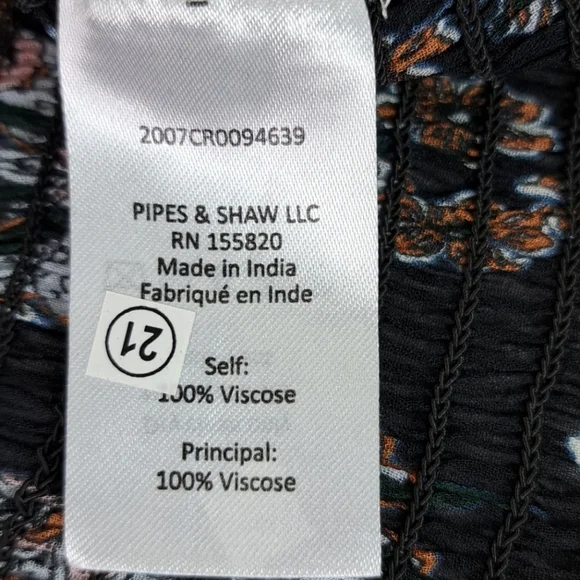 2007CR0094639
PIPES & SHAW LLC
RN 155820
Made in India
Fabriqué en Inde
21
Self:
100% Viscose
Principal:
100% Viscose